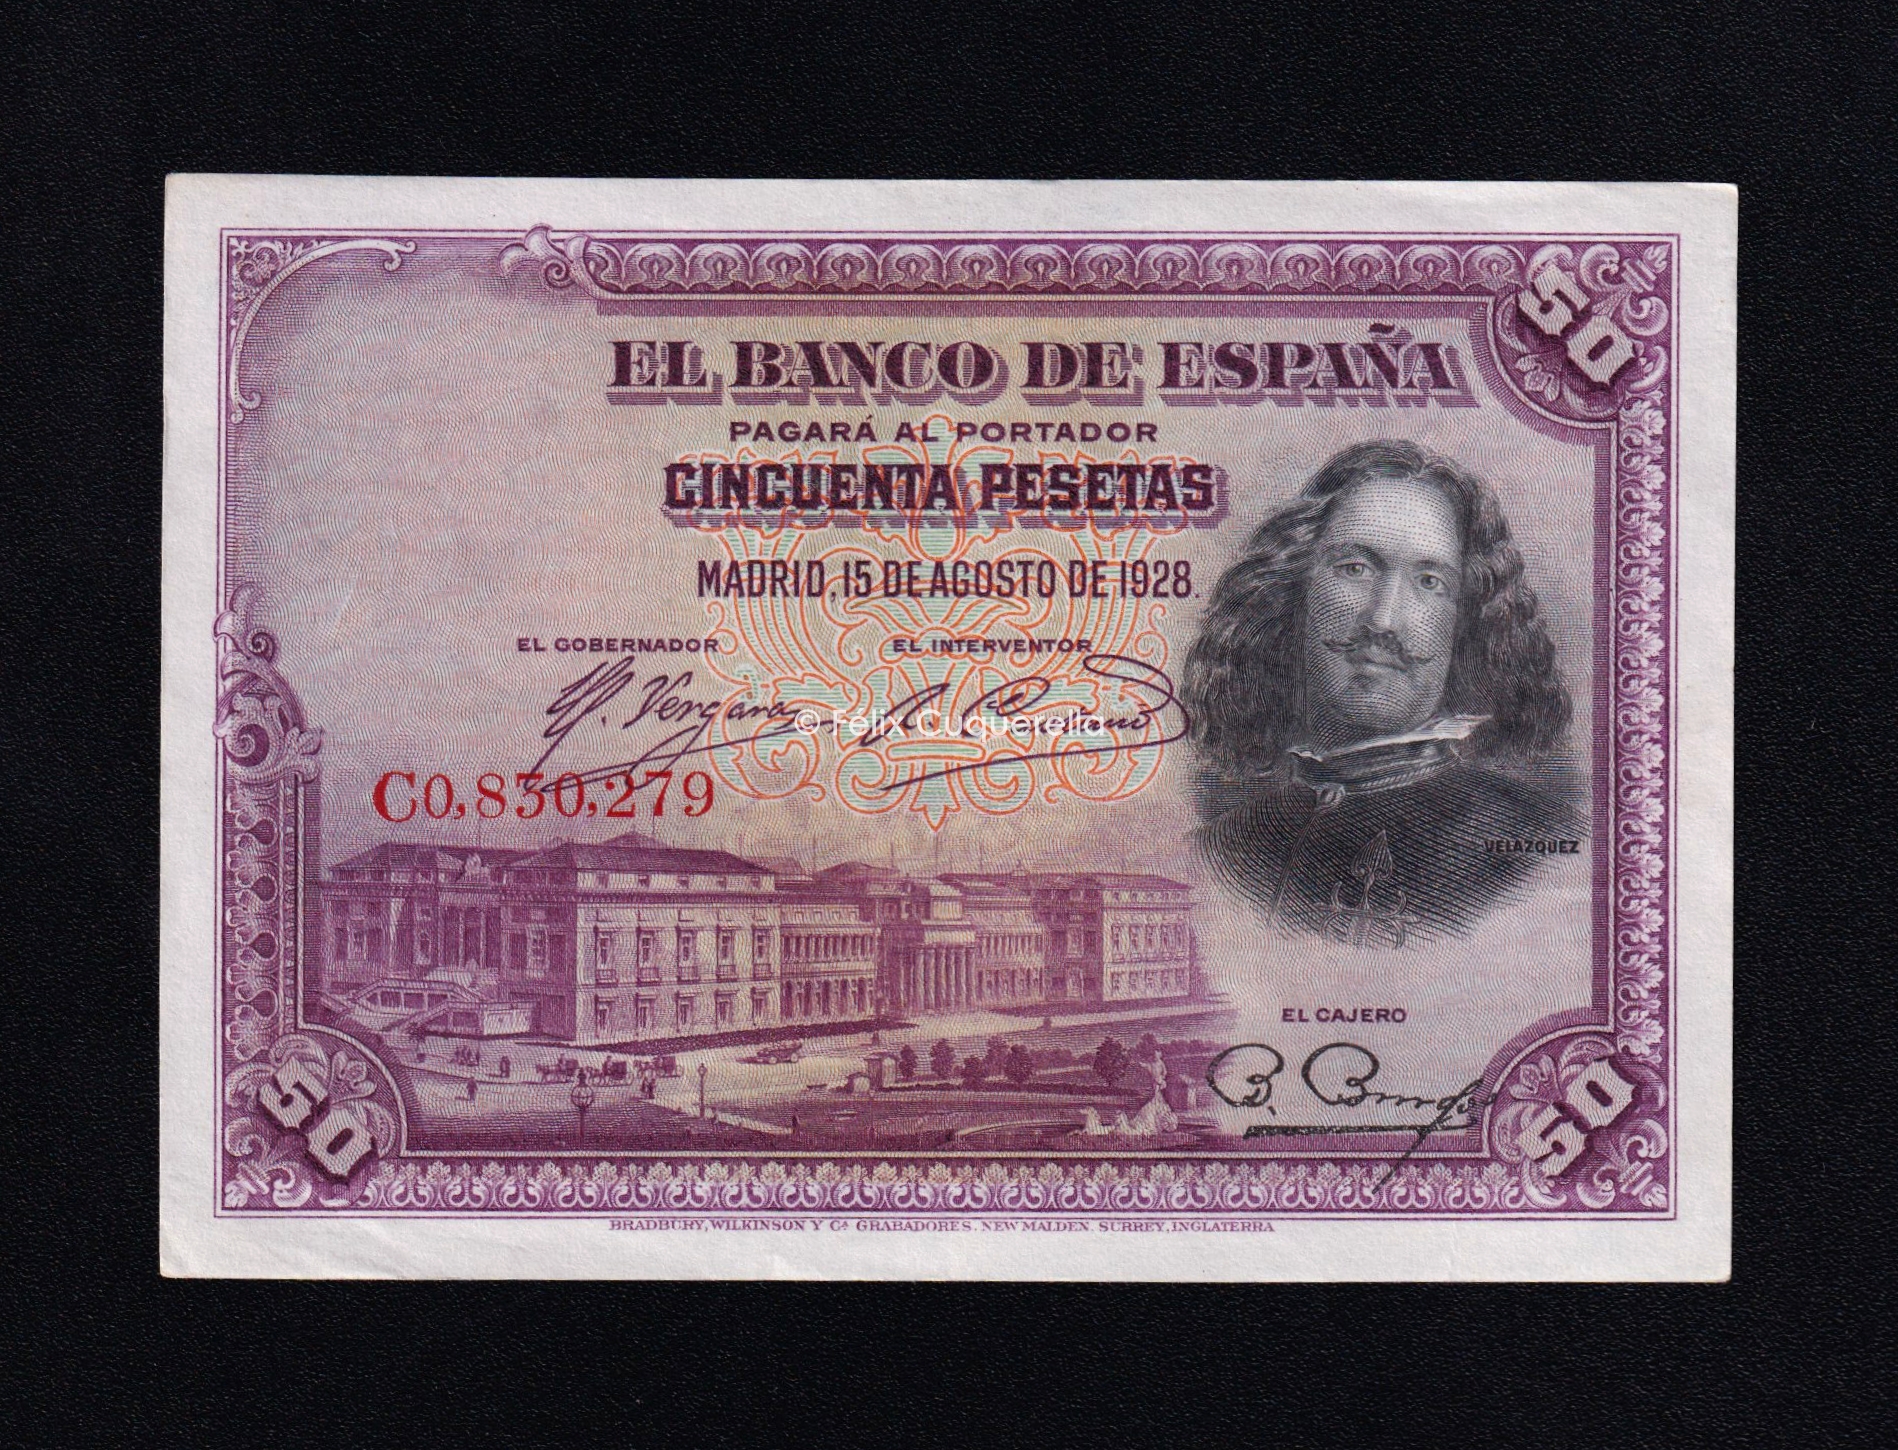 50
EL BANCO DE ESPAÑA
PAGARÁ AL PORTADOR
CINCUENTA PESETAS
MADRID, 15 DE AGOSTO DE 1928.
EL GOBERNADOR EL INTERVENTOR
© Félix Cuquerella
C0,830,279
VELAZQUEZ
EL CAJERO
50
50
BRADBURY, WILKINSON Y Cª GRABADORES. NEW MALDEN. SURREY, INGLATERRA